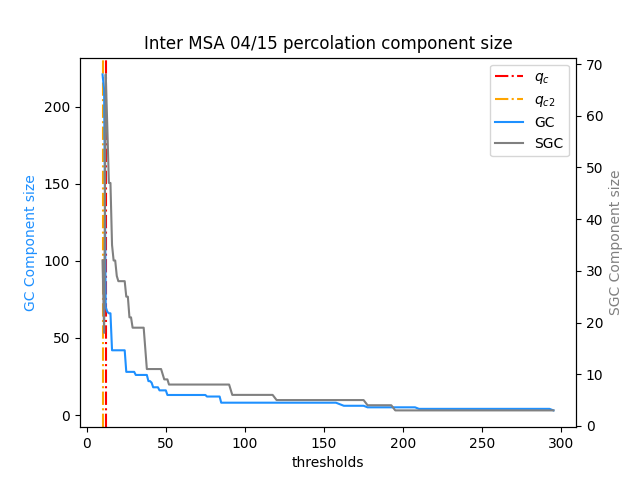 Inter MSA 04/15 percolation component size
q_c
q_c2
GC
SGC
GC Component size
200
150
100
50
0
70
60
50
40
30
20
10
0
SGC Component size
0 50 100 150 200 250 300
thresholds